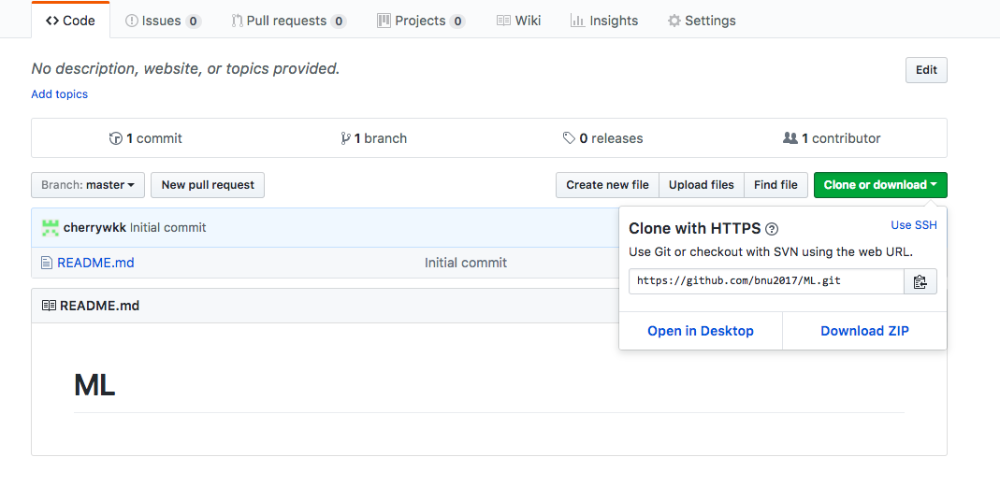 Code Issues 0 Pull requests 0 Projects 0 Wiki Insights Settings
No description, website, or topics provided. Edit
Add topics
1 commit 1 branch 0 releases 1 contributor
Branch: master New pull request Create new file Upload files Find file Clone or download
cherrywkk Initial commit
README.md Initial commit
Clone with HTTPS ? Use SSH
Use Git or checkout with SVN using the web URL.
https://github.com/bnu2017/ML.git
Open in Desktop Download ZIP
README.md
ML